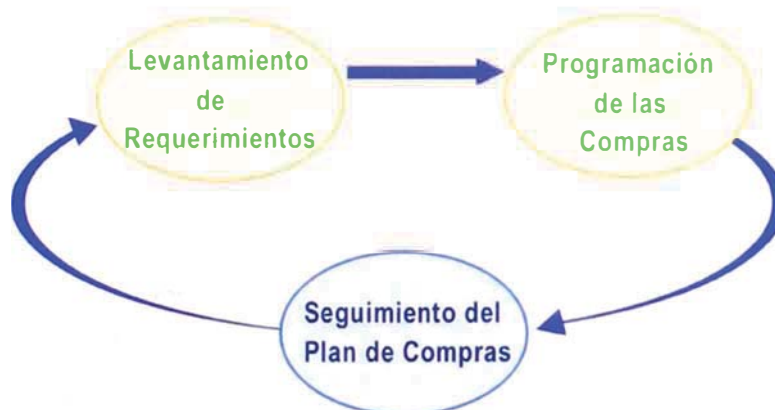 Levantamiento
de
Requerimientos
Programación
de las
Compras
Seguimiento del
Plan de Compras